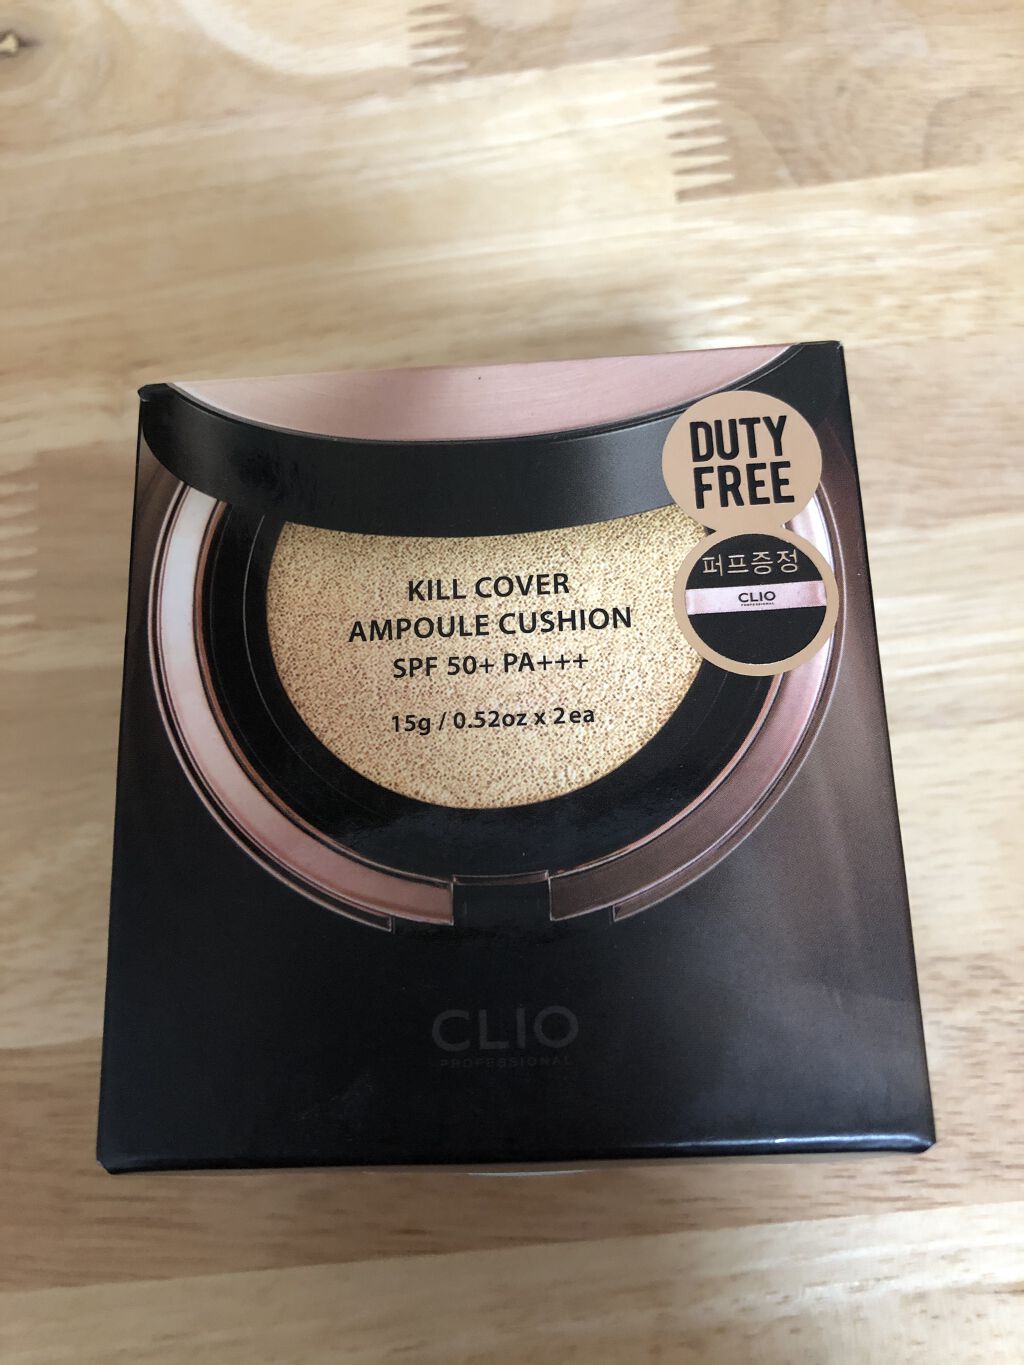 DUTY
FREE
퍼프증정
CLIO
PROFESSIONAL
KILL COVER
AMPOULE CUSHION
SPF 50+ PA+++
15g / 0.52oz x 2ea
CLIO
PROFESSIONAL